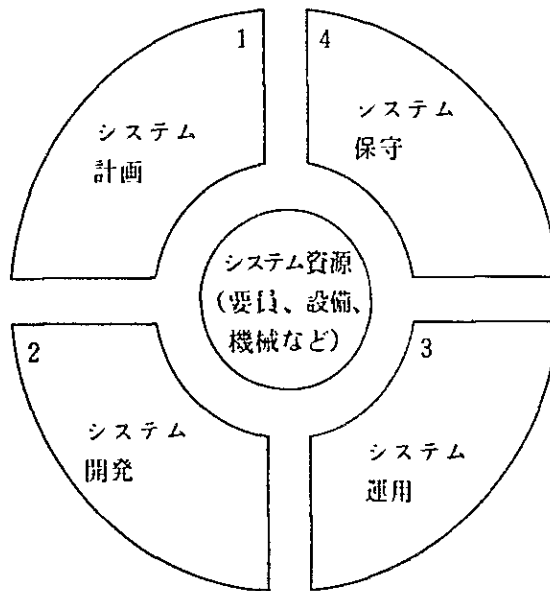 1
システム
計画
4
システム
保守
システム資源
(要員、設備、
機械など)
2
システム
開発
3
システム
運用